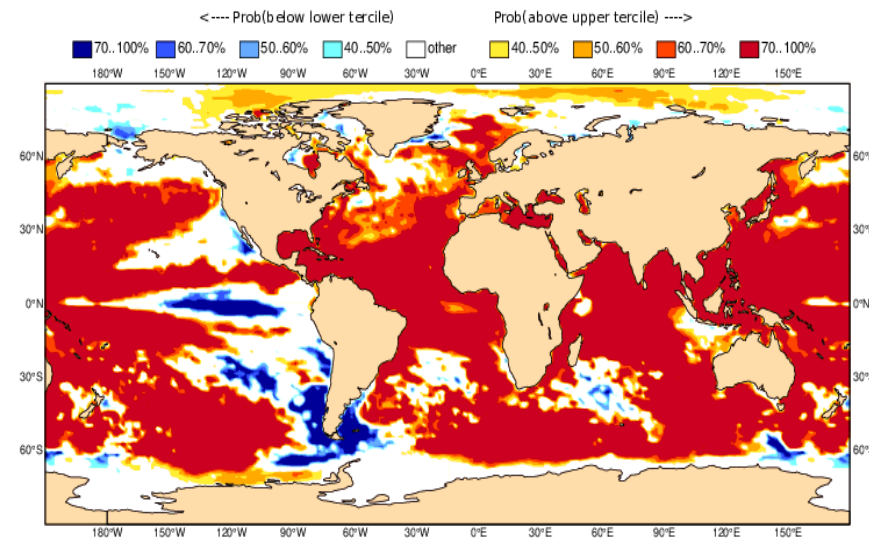 <---- Prob(below lower tercile) Prob(above upper tercile) ---->
70..100% 60..70% 50..60% 40..50% other 40..50% 50..60% 60..70% 70..100%
180°W 150°W 120°W 90°W 60°W 30°W 0°E 30°E 60°E 90°E 120°E 150°E
60°N 60°N
30°N 30°N
0°N 0°N
30°S 30°S
60°S 60°S
180°W 150°W 120°W 90°W 60°W 30°W 0°E 30°E 60°E 90°E 120°E 150°E